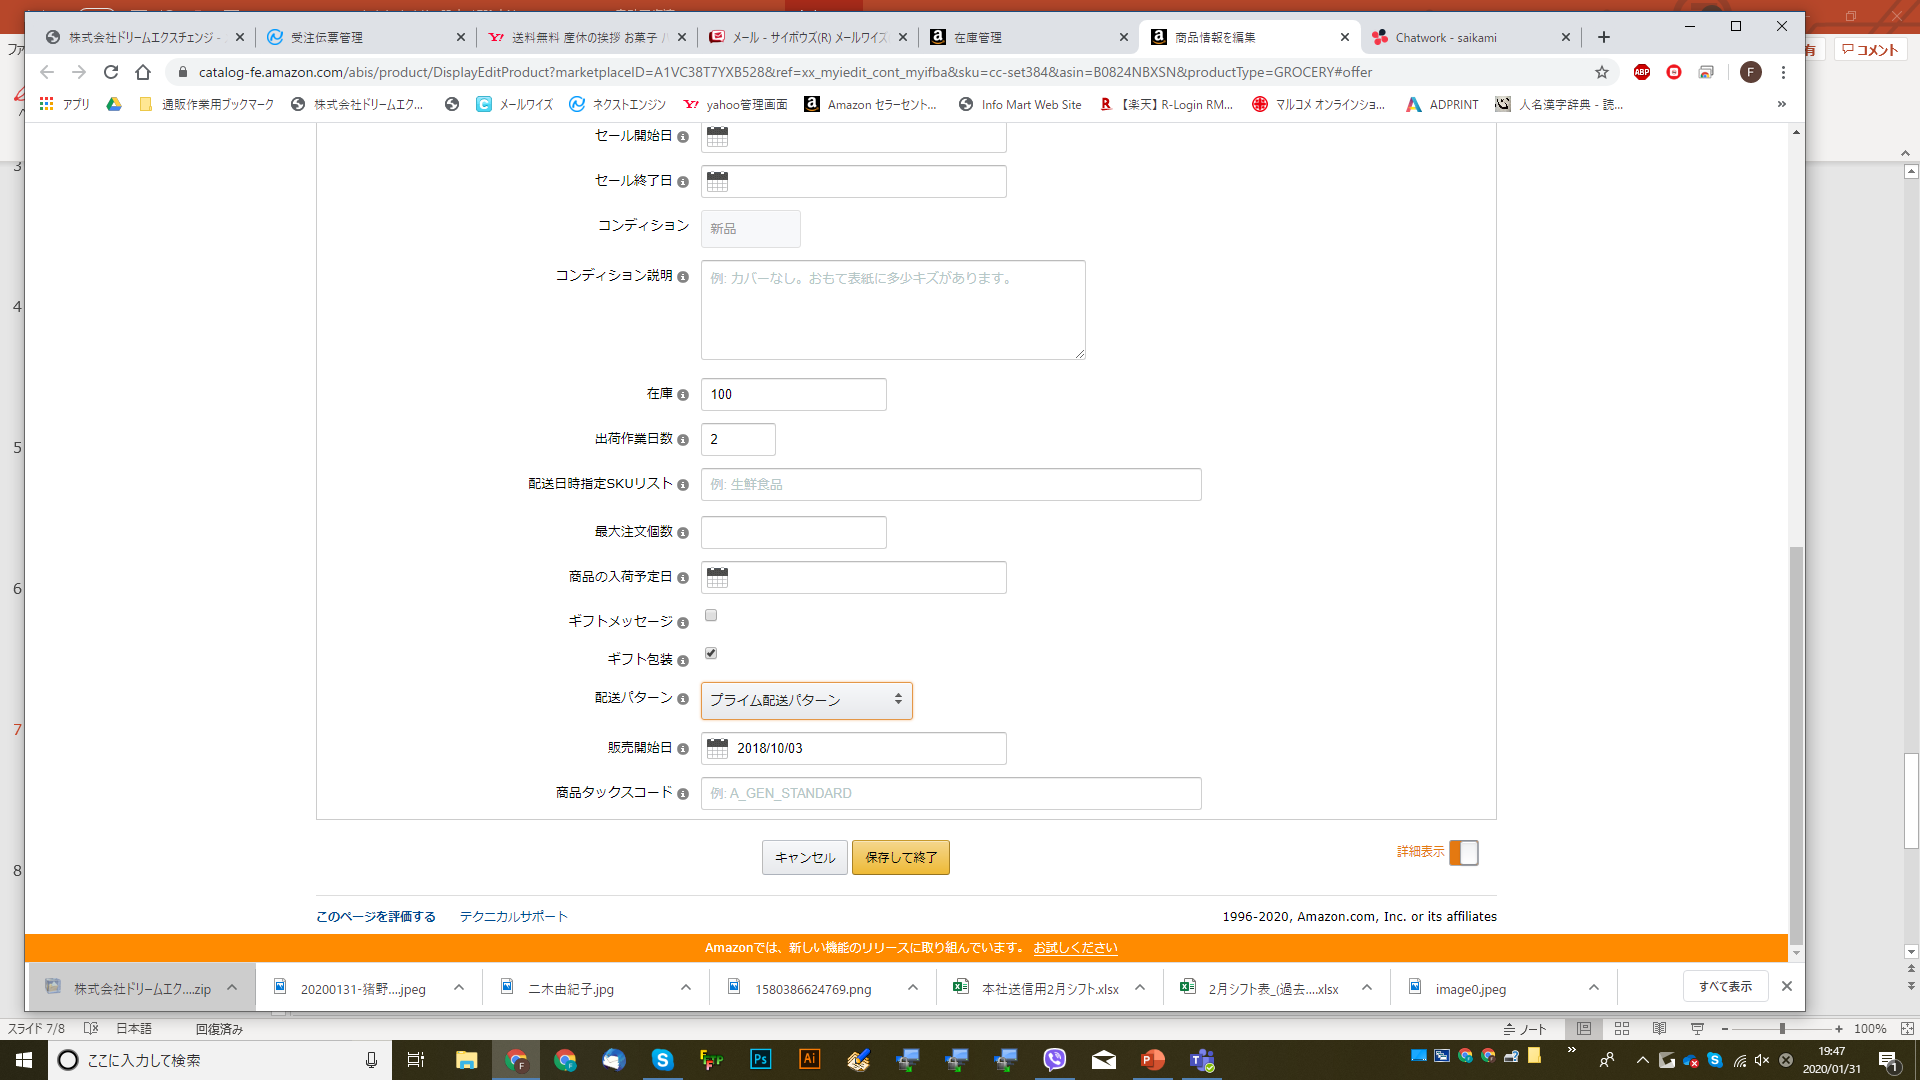 株式会社ドリームエクスチェンジ -
受注伝票管理
送料無料 産休の挨拶 お菓子
メール - サイボウズ(R) メールワイズ
在庫管理
商品情報を編集
Chatwork - saikami
catalog-fe.amazon.com/abis/product/DisplayEditProduct?marketplaceID=A1VC38T7YXB528&ref=xx_myiedit_cont_myifba&sku=cc-set384&asin=B0824NBXSN&productType=GROCERY#offer
ABP
F
コメント
アプリ
通販作業用ブックマーク
株式会社ドリームエク...
メールワイズ
ネクストエンジン
yahoo管理画面
Amazon セラーセント...
Info Mart Web Site
【楽天】R-Login RM...
マルコメ オンラインショ...
ADPRINT
人名漢字辞典 - 読...
セール開始日
セール終了日
コンディション
新品
コンディション説明
例: カバーなし。おもて表紙に多少キズがあります。
在庫
100
出荷作業日数
2
配送日時指定SKUリスト
例: 生鮮食品
最大注文個数
商品の入荷予定日
ギフトメッセージ
ギフト包装
配送パターン
プライム配送パターン
販売開始日
2018/10/03
商品タックスコード
例: A_GEN_STANDARD
キャンセル
保存して終了
詳細表示
このページを評価する
テクニカルサポート
1996-2020, Amazon.com, Inc. or its affiliates
Amazonでは、新しい機能のリリースに取り組んでいます。 お試しください
3
4
5
6
7
8
株式会社ドリームエク....zip
20200131-猪野....jpeg
二木由紀子.jpg
1580386624769.png
本社送信用2月シフト.xlsx
2月シフト表_(過去....xlsx
image0.jpeg
すべて表示
スライド 7/8
日本語
回復済み
ノート
100%
ここに入力して検索
19:47
2020/01/31